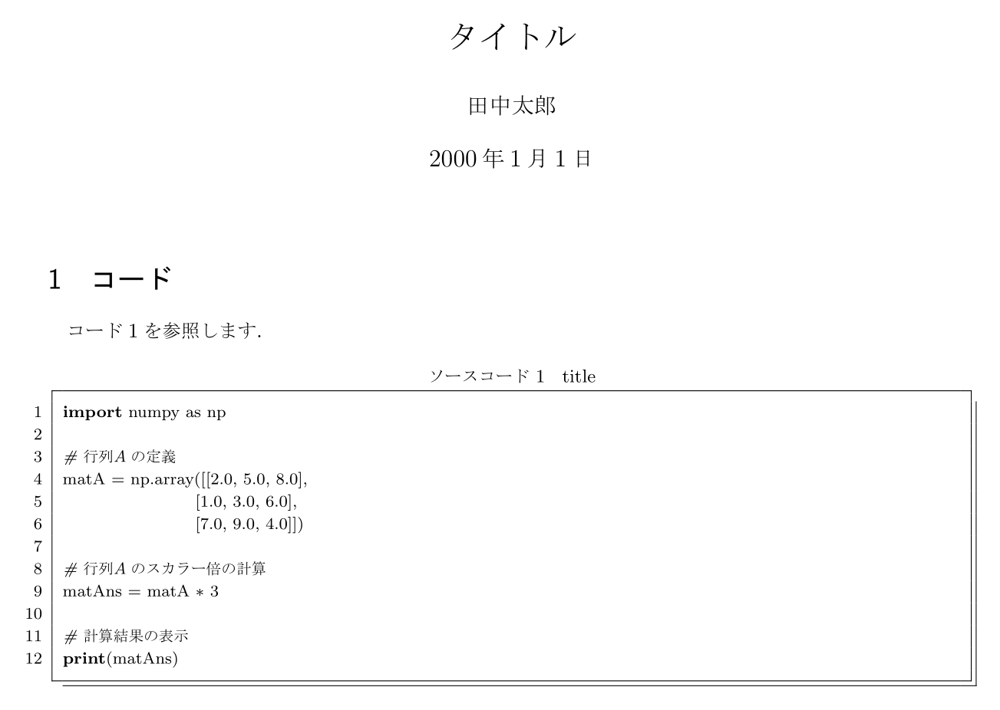 タイトル
田中太郎
2000 年 1 月 1 日
1 コード
コード 1 を参照します.
ソースコード 1 title
1 import numpy as np
2
3 # 行列A の定義
4 matA = np.array([[2.0, 5.0, 8.0],
5 [1.0, 3.0, 6.0],
6 [7.0, 9.0, 4.0]])
7
8 # 行列A のスカラー倍の計算
9 matAns = matA * 3
10
11 # 計算結果の表示
12 print(matAns)